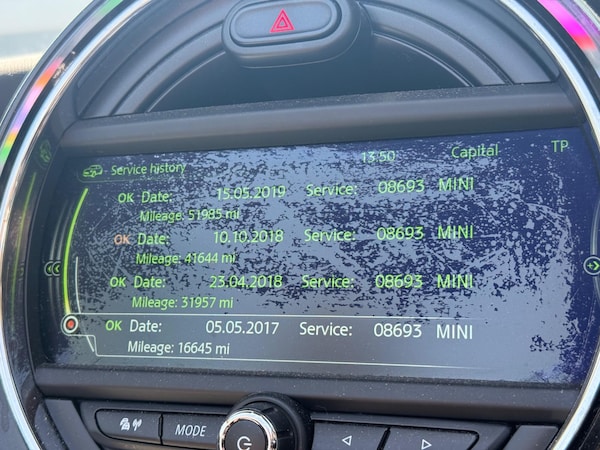 Service history 13:50 Capital TP
OK Date: 15.05.2019 Service: 08693 MINI
Mileage: 51985 mi
OK Date: 10.10.2018 Service: 08693 MINI
Mileage: 41644 mi
OK Date: 23.04.2018 Service: 08693 MINI
Mileage: 31957 mi
OK Date: 05.05.2017 Service: 08693 MINI
Mileage: 16645 mi
MODE